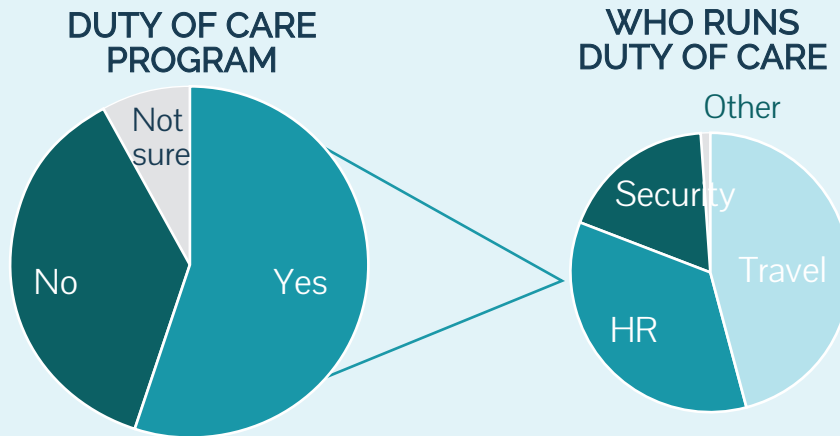 DUTY OF CARE
PROGRAM
Not
sure
No
Yes
WHO RUNS
DUTY OF CARE
Other
Security
Travel
HR